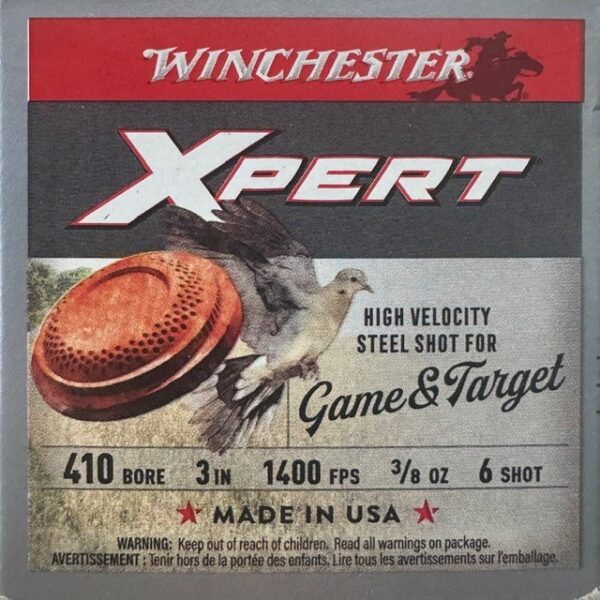 WINCHESTER
XPERT
HIGH VELOCITY
STEEL SHOT FOR
Game & Target
410 BORE 3 IN 1400 FPS 3/8 OZ 6 SHOT
MADE IN USA
WARNING: Keep out of reach of children. Read all warnings on package.
AVERTISSEMENT : Tenir hors de la portée des enfants. Lire tous les avertissements sur l'emballage.